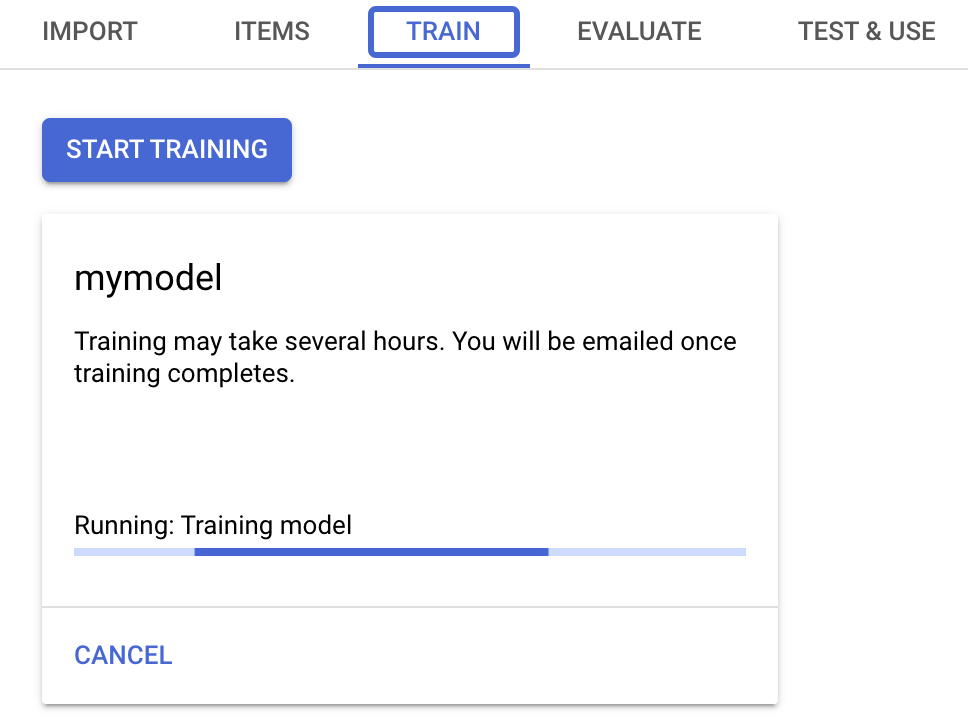 IMPORT ITEMS TRAIN EVALUATE TEST & USE
START TRAINING
mymodel
Training may take several hours. You will be emailed once
training completes.
Running: Training model
CANCEL